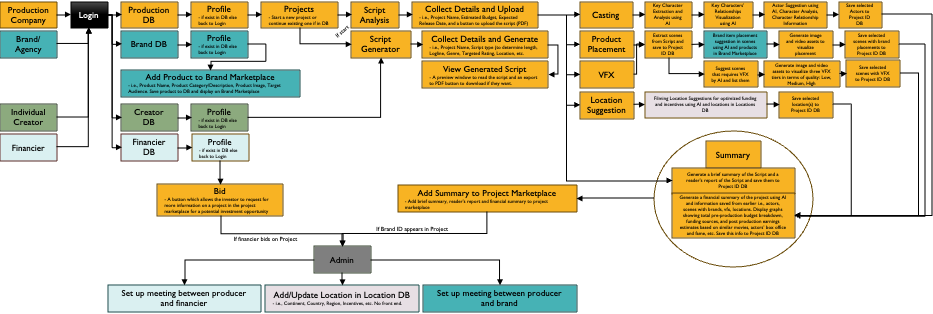 Production
Company
Login
Production
DB
Profile
- if exist in DB else
back to Login
Projects
- Start a new project or
continue existing one if in DB
Script
Analysis
Collect Details and Upload
- i.e., Project Name, Estimated Budget, Expected
Release Date, and a button to upload the script (PDF)
Casting
Key Character
Extraction and
Analysis using
AI
Key Characters'
Relationships
Visualization
using AI
Actor Suggestion using
AI, Character Analysis,
Character Relationship
Information
Save selected
Actors to
Project ID
DB
Brand/
Agency
Brand DB
Profile
- if exist in DB else
back to Login
Script
Generator
Collect Details and Generate
- i.e., Project Name, Script type (to determine length,
Logline, Genre, Targeted Rating, Location, etc.
Product
Placement
Extract scenes
from Script and
save to Project
ID DB
Brand item placement
suggestion in scenes
using AI and products
in Brand Marketplace
Generate image
and video assets to
visualize
placement
Save selected
scenes with brand
placements to
Project ID DB
Add Product to Brand Marketplace
- i.e., Product Name, Product Category/Description, Product Image, Target
Audience. Save product to DB and display on Brand Marketplace
View Generated Script
- A preview window to read the script and an export
to PDF button to download if they want.
VFX
Suggest scenes
that requires VFX
by AI and list them
Generate image and video
assets to visualize three VFX
tiers in terms of quality: Low,
Medium, High
Save selected
scenes with VFX
to Project ID DB
Individual
Creator
Creator
DB
Profile
- if exist in DB else
back to Login
Location
Suggestion
Filming Location Suggestions for optimized funding
and incentives using AI and locations in Locations
DB
Save selected
location(s) to
Project ID DB
Financier
Financier
DB
Profile
- if exist in DB else
back to Login
Summary
Generate a brief summary of the Script and a
reader's report of the Script and save them to
Project ID DB
Bid
- A button which allows the investor to request for
more information on a project in the project
marketplace for a potential investment opportunity
Add Summary to Project Marketplace
- Add brief summary, reader's report and financial summary to project
marketplace
Generate a financial summary of the project using AI
and information saved from earlier i.e., actors,
scenes with brands, vfx, locations. Display graphs
showing total pre-production budget breakdown,
funding sources, and post production earnings
estimates based on similar movies, actors' box office
and fame, etc. Save this info to Project ID DB
If financier bids on Project
If Brand ID appears in Project
Admin
Set up meeting between producer
and financier
Add/Update Location in Location DB
- i.e., Continent, Country, Region, Incentives, etc. No front end.
Set up meeting between producer
and brand